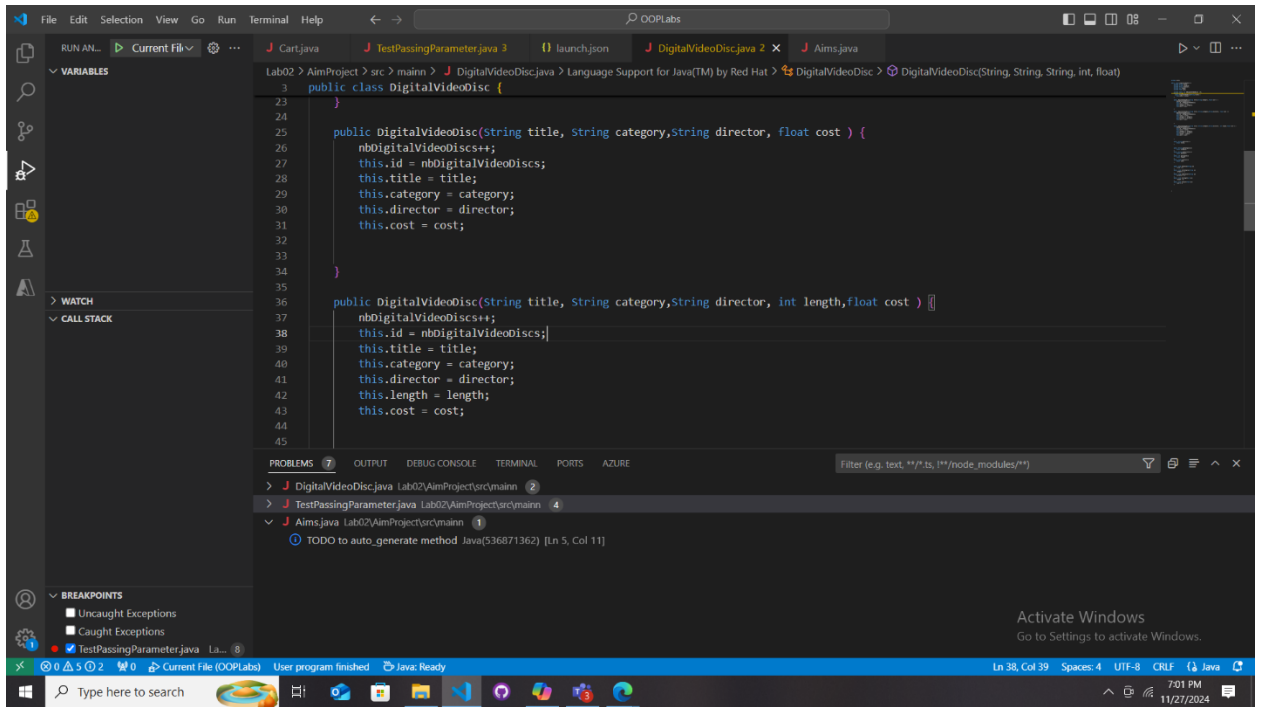 File Edit Selection View Go Run Terminal Help OOPLabs
RUN AN... Current Fil
Cart.java TestPassingParameter.java 3 {} launch.json DigitalVideoDisc.java 2 Aims.java
VARIABLES
Lab02 > AimProject > src > mainn > DigitalVideoDisc.java > Language Support for Java(TM) by Red Hat > DigitalVideoDisc > DigitalVideoDisc(String, String, String, int, float)
3 public class DigitalVideoDisc {
23 }
24
25 public DigitalVideoDisc(String title, String category,String director, float cost ) {
26 nbDigitalVideoDiscs++;
27 this.id = nbDigitalVideoDiscs;
28 this.title = title;
29 this.category = category;
30 this.director = director;
31 this.cost = cost;
32
33
34 }
35
36 public DigitalVideoDisc(String title, String category,String director, int length,float cost ) {
37 nbDigitalVideoDiscs++;
38 this.id = nbDigitalVideoDiscs;
39 this.title = title;
40 this.category = category;
41 this.director = director;
42 this.length = length;
43 this.cost = cost;
44
45
WATCH
CALL STACK
PROBLEMS 7 OUTPUT DEBUG CONSOLE TERMINAL PORTS AZURE Filter (e.g. text, **/*.ts, !**/node_modules/**)
DigitalVideoDisc.java Lab02\AimProject\src\mainn 2
TestPassingParameter.java Lab02\AimProject\src\mainn 4
Aims.java Lab02\AimProject\src\mainn 1
TODO to auto_generate method Java(536871362) [Ln 5, Col 11]
BREAKPOINTS
Uncaught Exceptions
Caught Exceptions
TestPassingParameter.java La... 8
Activate Windows
Go to Settings to activate Windows.
0 5 2 0 Current File (OOPLabs) User program finished Java: Ready Ln 38, Col 39 Spaces: 4 UTF-8 CRLF Java
Type here to search
7:01 PM
11/27/2024